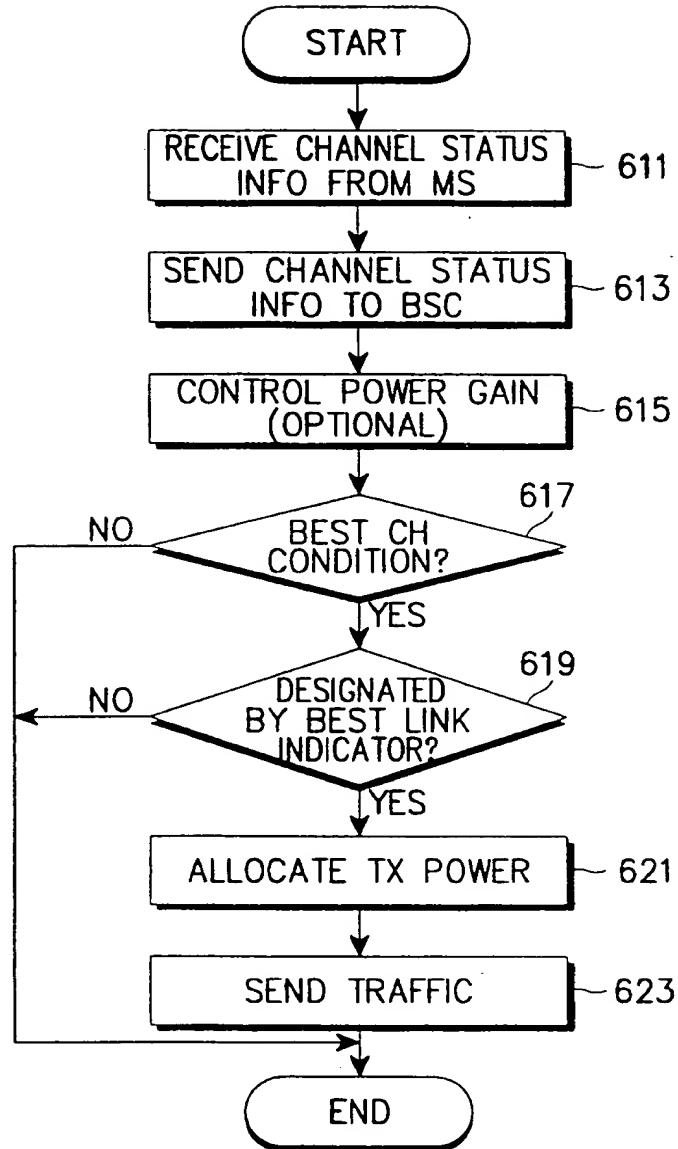 START
RECEIVE CHANNEL STATUS
INFO FROM MS
611
SEND CHANNEL STATUS
INFO TO BSC
613
CONTROL POWER GAIN
(OPTIONAL)
615
617
NO
BEST CH
CONDITION?
YES
619
NO
DESIGNATED
BY BEST LINK
INDICATOR?
YES
ALLOCATE TX POWER
621
SEND TRAFFIC
623
END